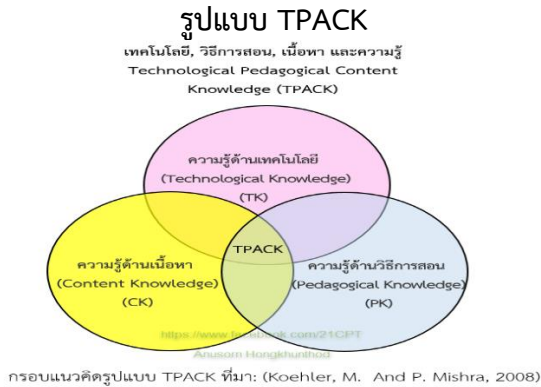 รูปแบบ TPACK
เทคโนโลยี, วิธีการสอน, เนื้อหา และความรู้
Technological Pedagogical Content
Knowledge (TPACK)
ความรู้ด้านเทคโนโลยี
(Technological Knowledge)
(TK)
TPACK
ความรู้ด้านเนื้อหา
(Content Knowledge)
(CK)
ความรู้ด้านวิธีการสอน
(Pedagogical Knowledge)
(PK)
https://www.facebook.com/21CPT
Anusorn Hongkhunthod
กรอบแนวคิดรูปแบบ TPACK ที่มา: (Koehler, M. And P. Mishra, 2008)